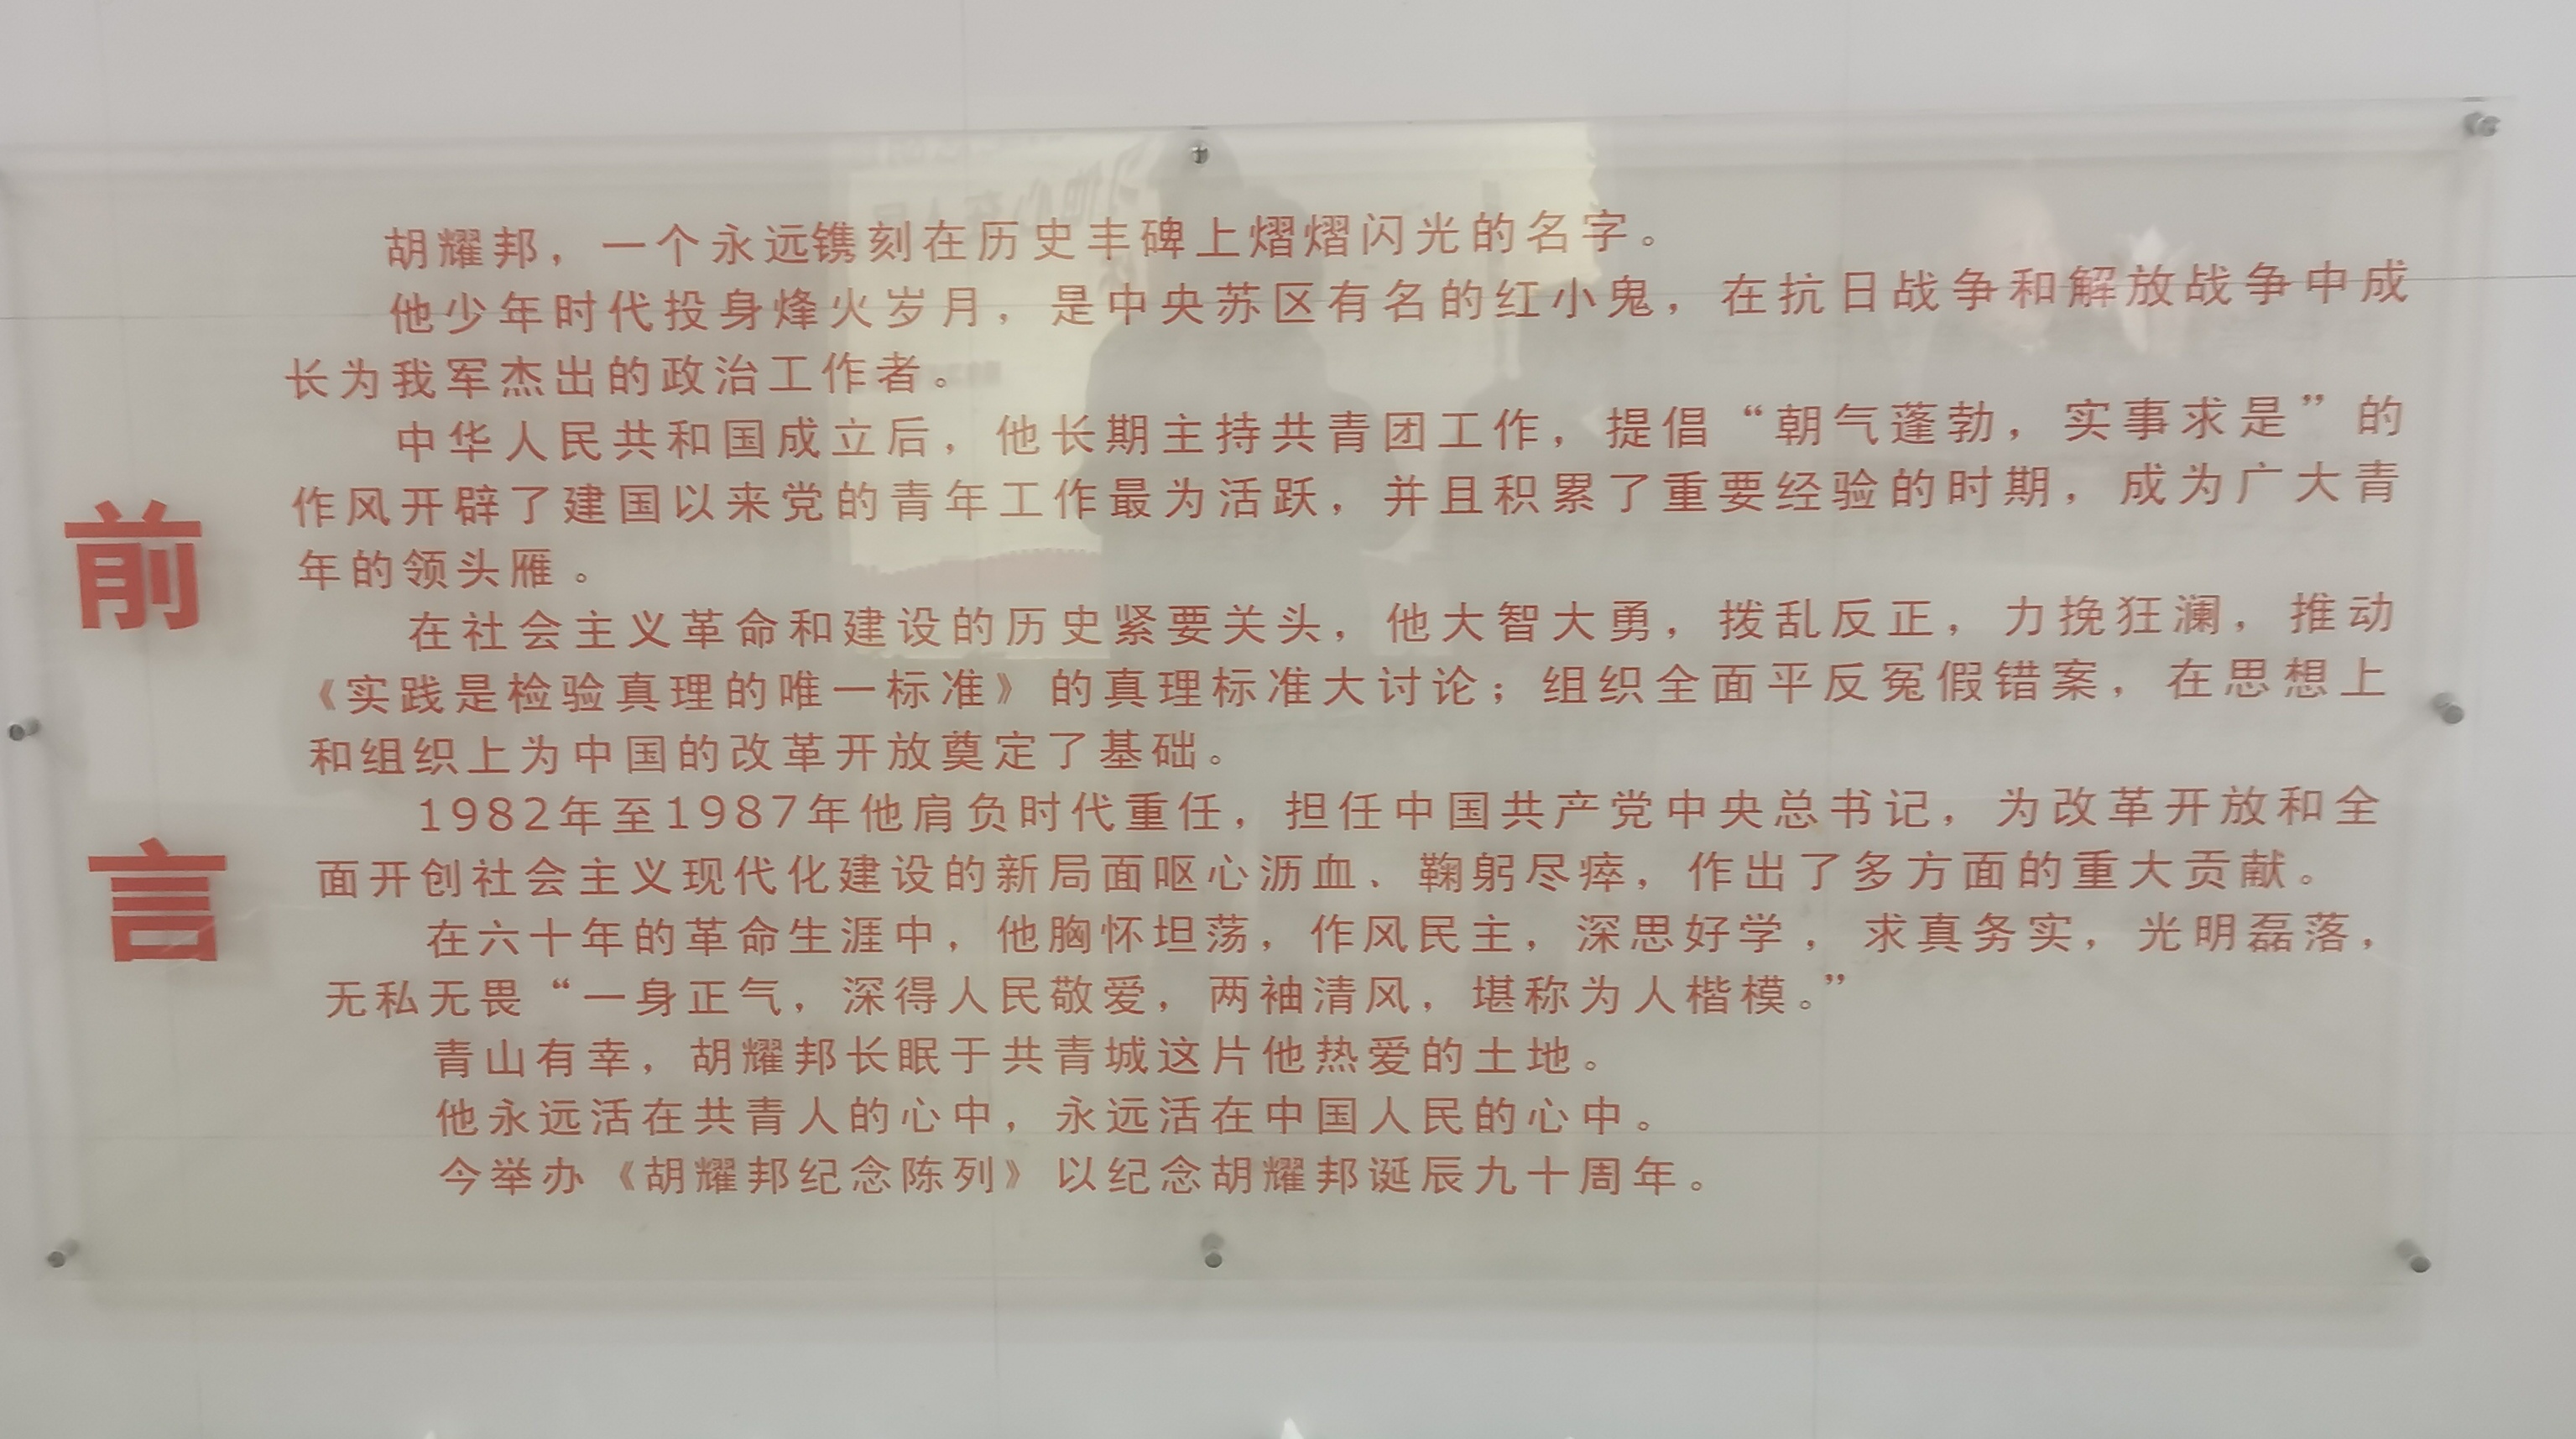 前言
胡耀邦，一个永远镌刻在历史丰碑上熠熠闪光的名字。
他少年时代投身烽火岁月，是中央苏区有名的红小鬼，在抗日战争和解放战争中成
长为我军杰出的政治工作者。
中华人民共和国成立后，他长期主持共青团工作，提倡“朝气蓬勃，实事求是”的
作风开辟了建国以来党的青年工作最为活跃，并且积累了重要经验的时期，成为广大青
年的领头雁。
在社会主义革命和建设的历史紧要关头，他大智大勇，拨乱反正，力挽狂澜，推动
《实践是检验真理的唯一标准》的真理标准大讨论；组织全面平反冤假错案，在思想上
和组织上为中国的改革开放奠定了基础。
1982年至1987年他肩负时代重任，担任中国共产党中央总书记，为改革开放和全
面开创社会主义现代化建设的新局面呕心沥血、鞠躬尽瘁，作出了多方面的重大贡献。
在六十年的革命生涯中，他胸怀坦荡，作风民主，深思好学，求真务实，光明磊落，
无私无畏“一身正气，深得人民敬爱，两袖清风，堪称为人楷模。”
青山有幸，胡耀邦长眠于共青城这片他热爱的土地。
他永远活在共青人的心中，永远活在中国人民的心中。
今举办《胡耀邦纪念陈列》以纪念胡耀邦诞辰九十周年。